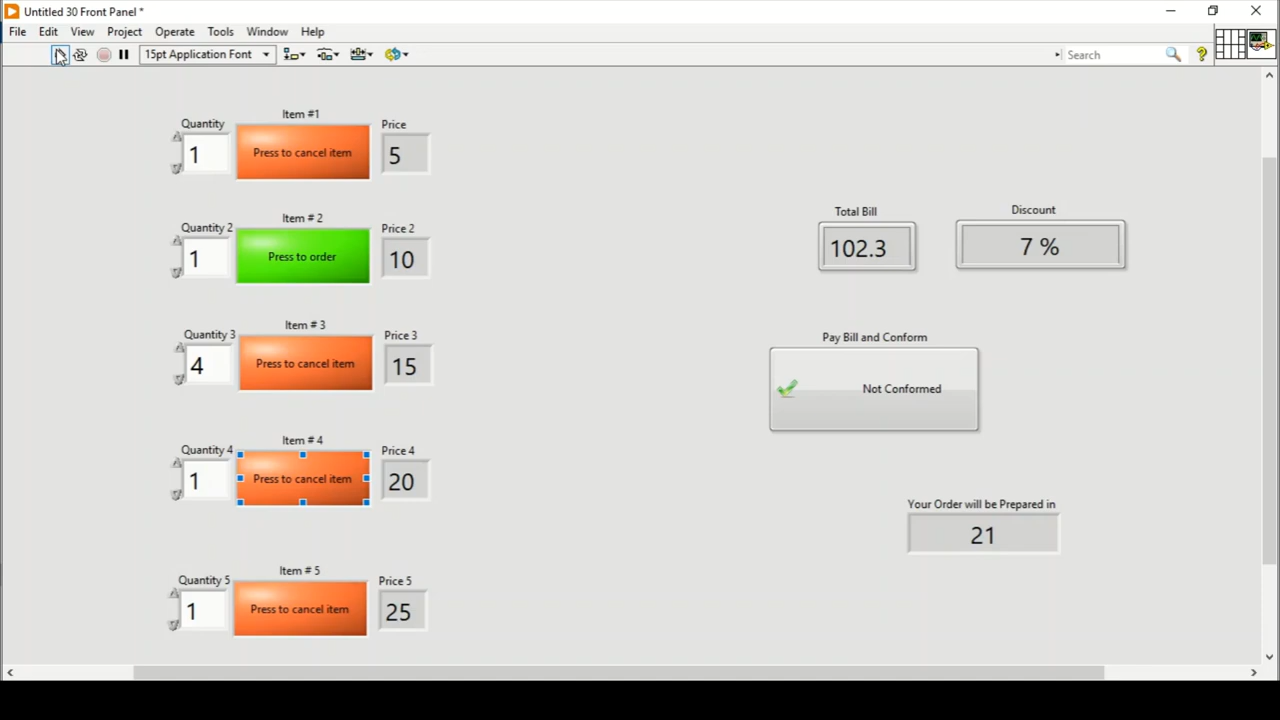 Untitled 30 Front Panel *
File Edit View Project Operate Tools Window Help
15pt Application Font
Search
?
Item #1
Quantity
Price
1
Press to cancel item
5
Item # 2
Quantity 2
Price 2
1
Press to order
10
Item # 3
Quantity 3
Price 3
4
Press to cancel item
15
Item # 4
Quantity 4
Price 4
1
Press to cancel item
20
Item # 5
Quantity 5
Price 5
1
Press to cancel item
25
Total Bill
102.3
Discount
7 %
Pay Bill and Conform
Not Conformed
Your Order will be Prepared in
21